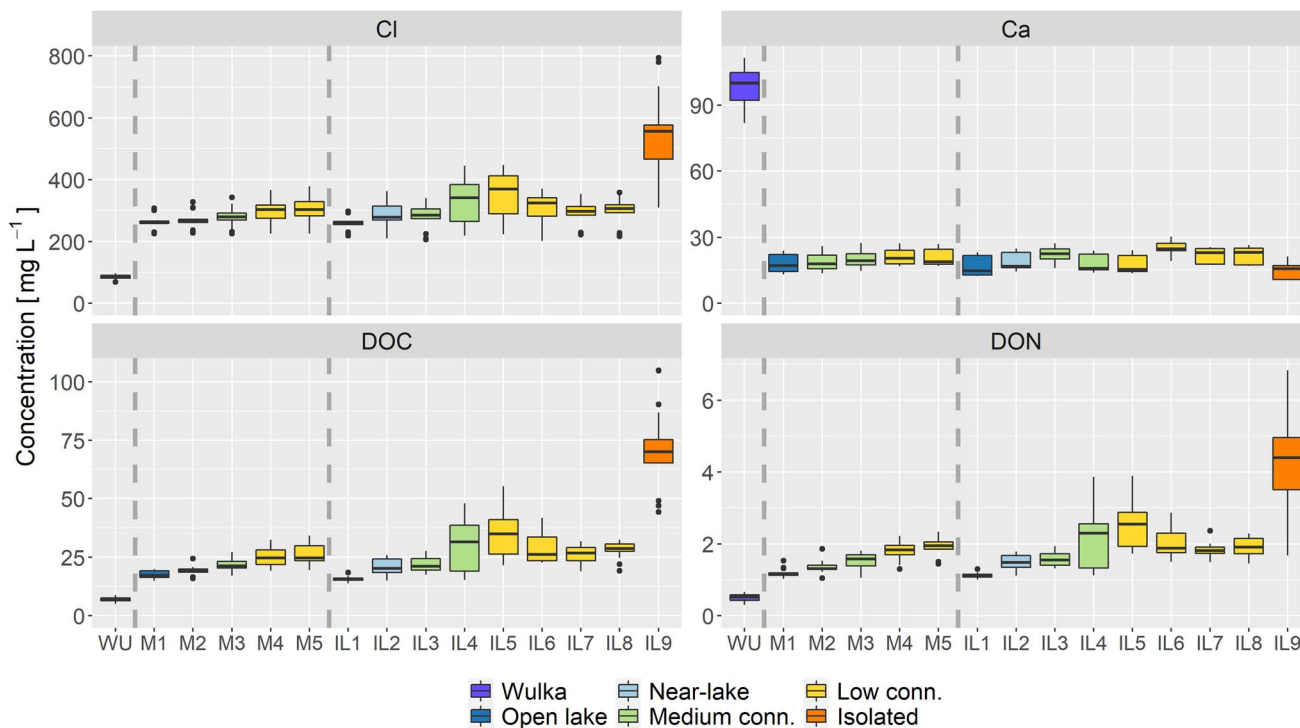 Cl
Ca
Concentration [mg L⁻¹]
800
600
400
200
0
90
60
30
0
DOC
DON
100
75
50
25
0
6
4
2
0
WU M1 M2 M3 M4 M5 IL1 IL2 IL3 IL4 IL5 IL6 IL7 IL8 IL9
WU M1 M2 M3 M4 M5 IL1 IL2 IL3 IL4 IL5 IL6 IL7 IL8 IL9
Wulka Near-lake Low conn.
Open lake Medium conn. Isolated